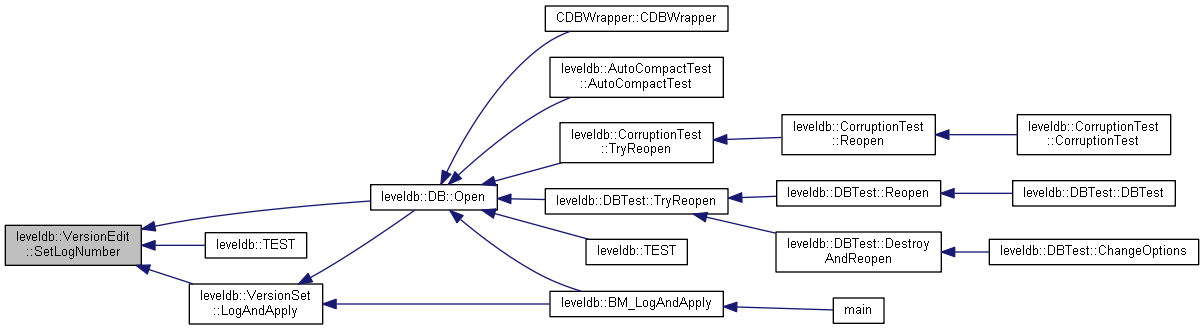 CDBWrapper::CDBWrapper
leveldb::AutoCompactTest
::AutoCompactTest
leveldb::CorruptionTest
::TryReopen
leveldb::CorruptionTest
::Reopen
leveldb::CorruptionTest
::CorruptionTest
leveldb::DB::Open
leveldb::DBTest::TryReopen
leveldb::DBTest::Reopen
leveldb::DBTest::DBTest
leveldb::VersionEdit
::SetLogNumber
leveldb::TEST
leveldb::TEST
leveldb::DBTest::Destroy
AndReopen
leveldb::DBTest::ChangeOptions
leveldb::VersionSet
::LogAndApply
leveldb::BM_LogAndApply
main